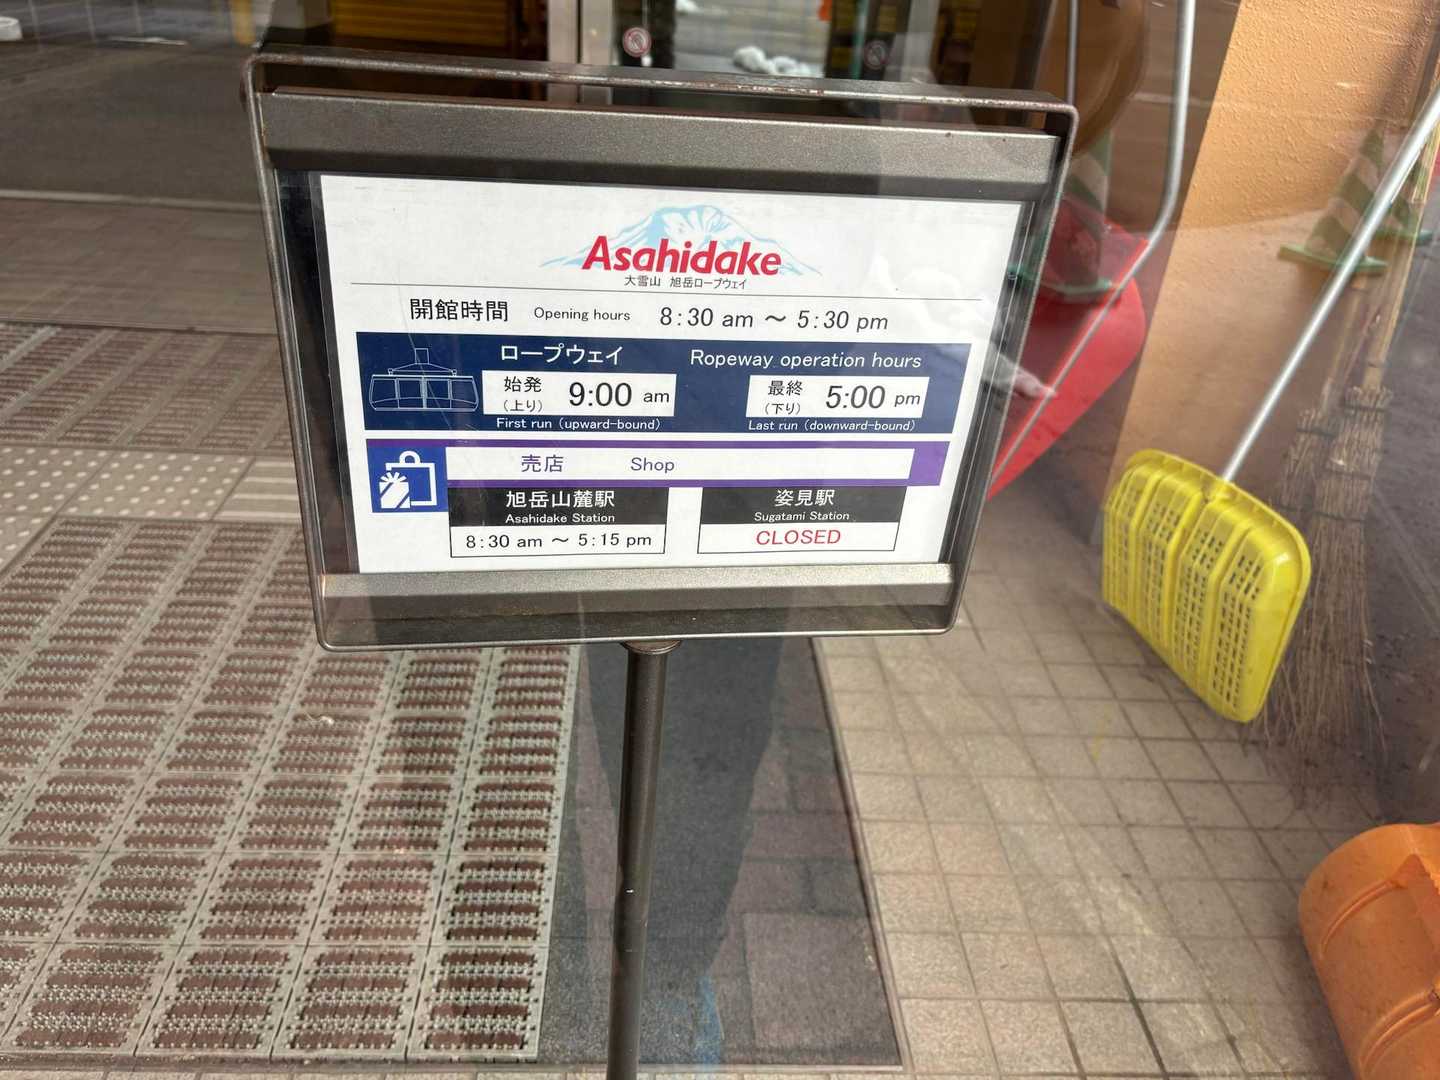 Asahidake
大雪山 旭岳ロープウェイ
開館時間 Opening hours 8:30 am ～ 5:30 pm
ロープウェイ Ropeway operation hours
始発 (上り) 9:00 am 最終 (下り) 5:00 pm
First run (upward-bound) Last run (downward-bound)
売店 Shop
旭岳山麓駅 姿見駅
Asahidake Station Sugatami Station
8:30 am ～ 5:15 pm CLOSED